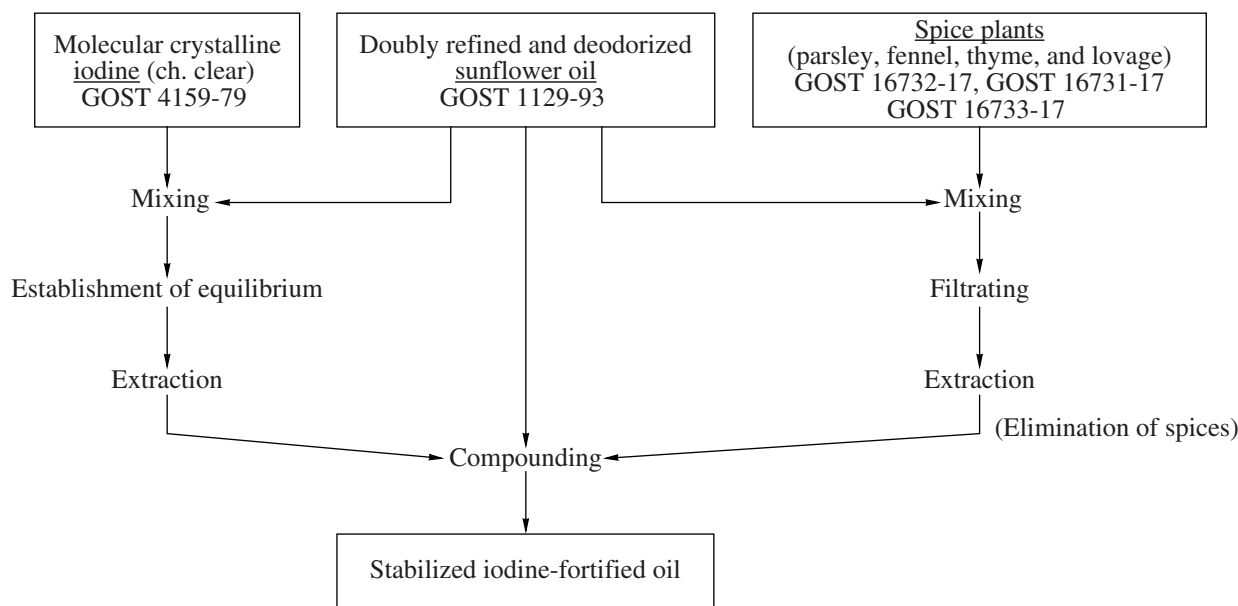 Molecular crystalline
iodine (ch. clear)
GOST 4159-79
Doubly refined and deodorized
sunflower oil
GOST 1129-93
Spice plants
(parsley, fennel, thyme, and lovage)
GOST 16732-17, GOST 16731-17
GOST 16733-17
Mixing
Mixing
Establishment of equilibrium
Filtrating
Extraction
Extraction
(Elimination of spices)
Compounding
Stabilized iodine-fortified oil